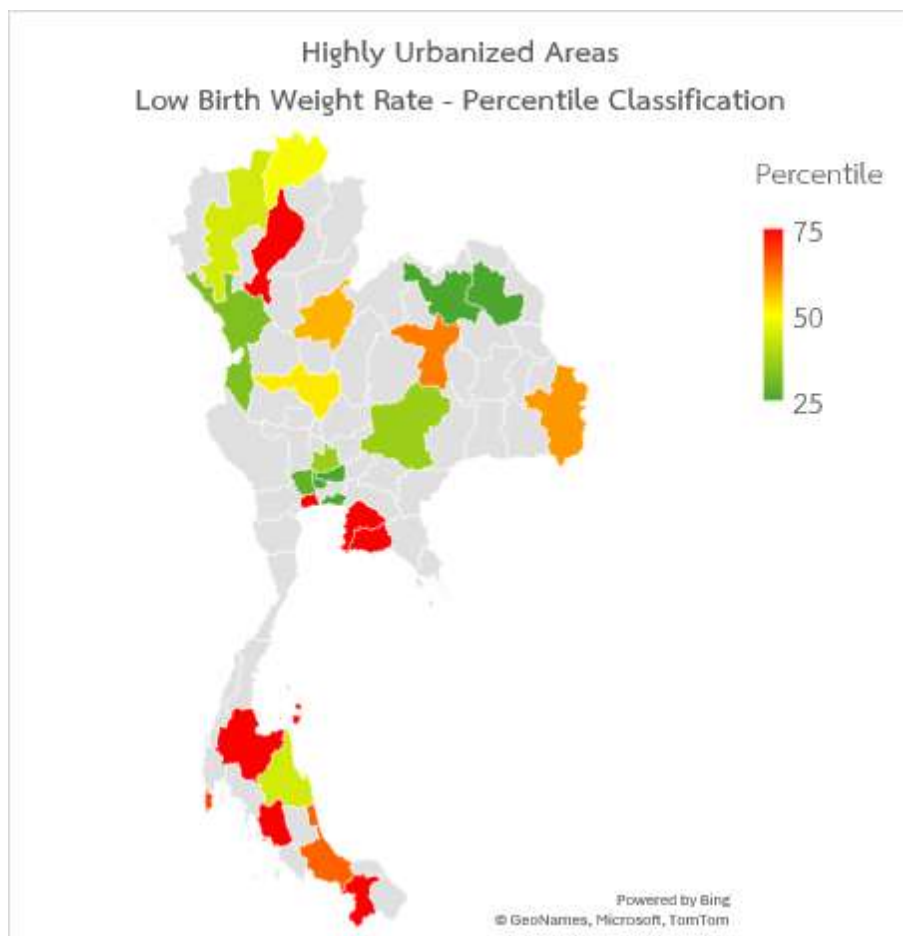 Highly Urbanized Areas
Low Birth Weight Rate - Percentile Classification
Percentile
75
50
25
Powered by Bing
© GeoNames, Microsoft, TomTom